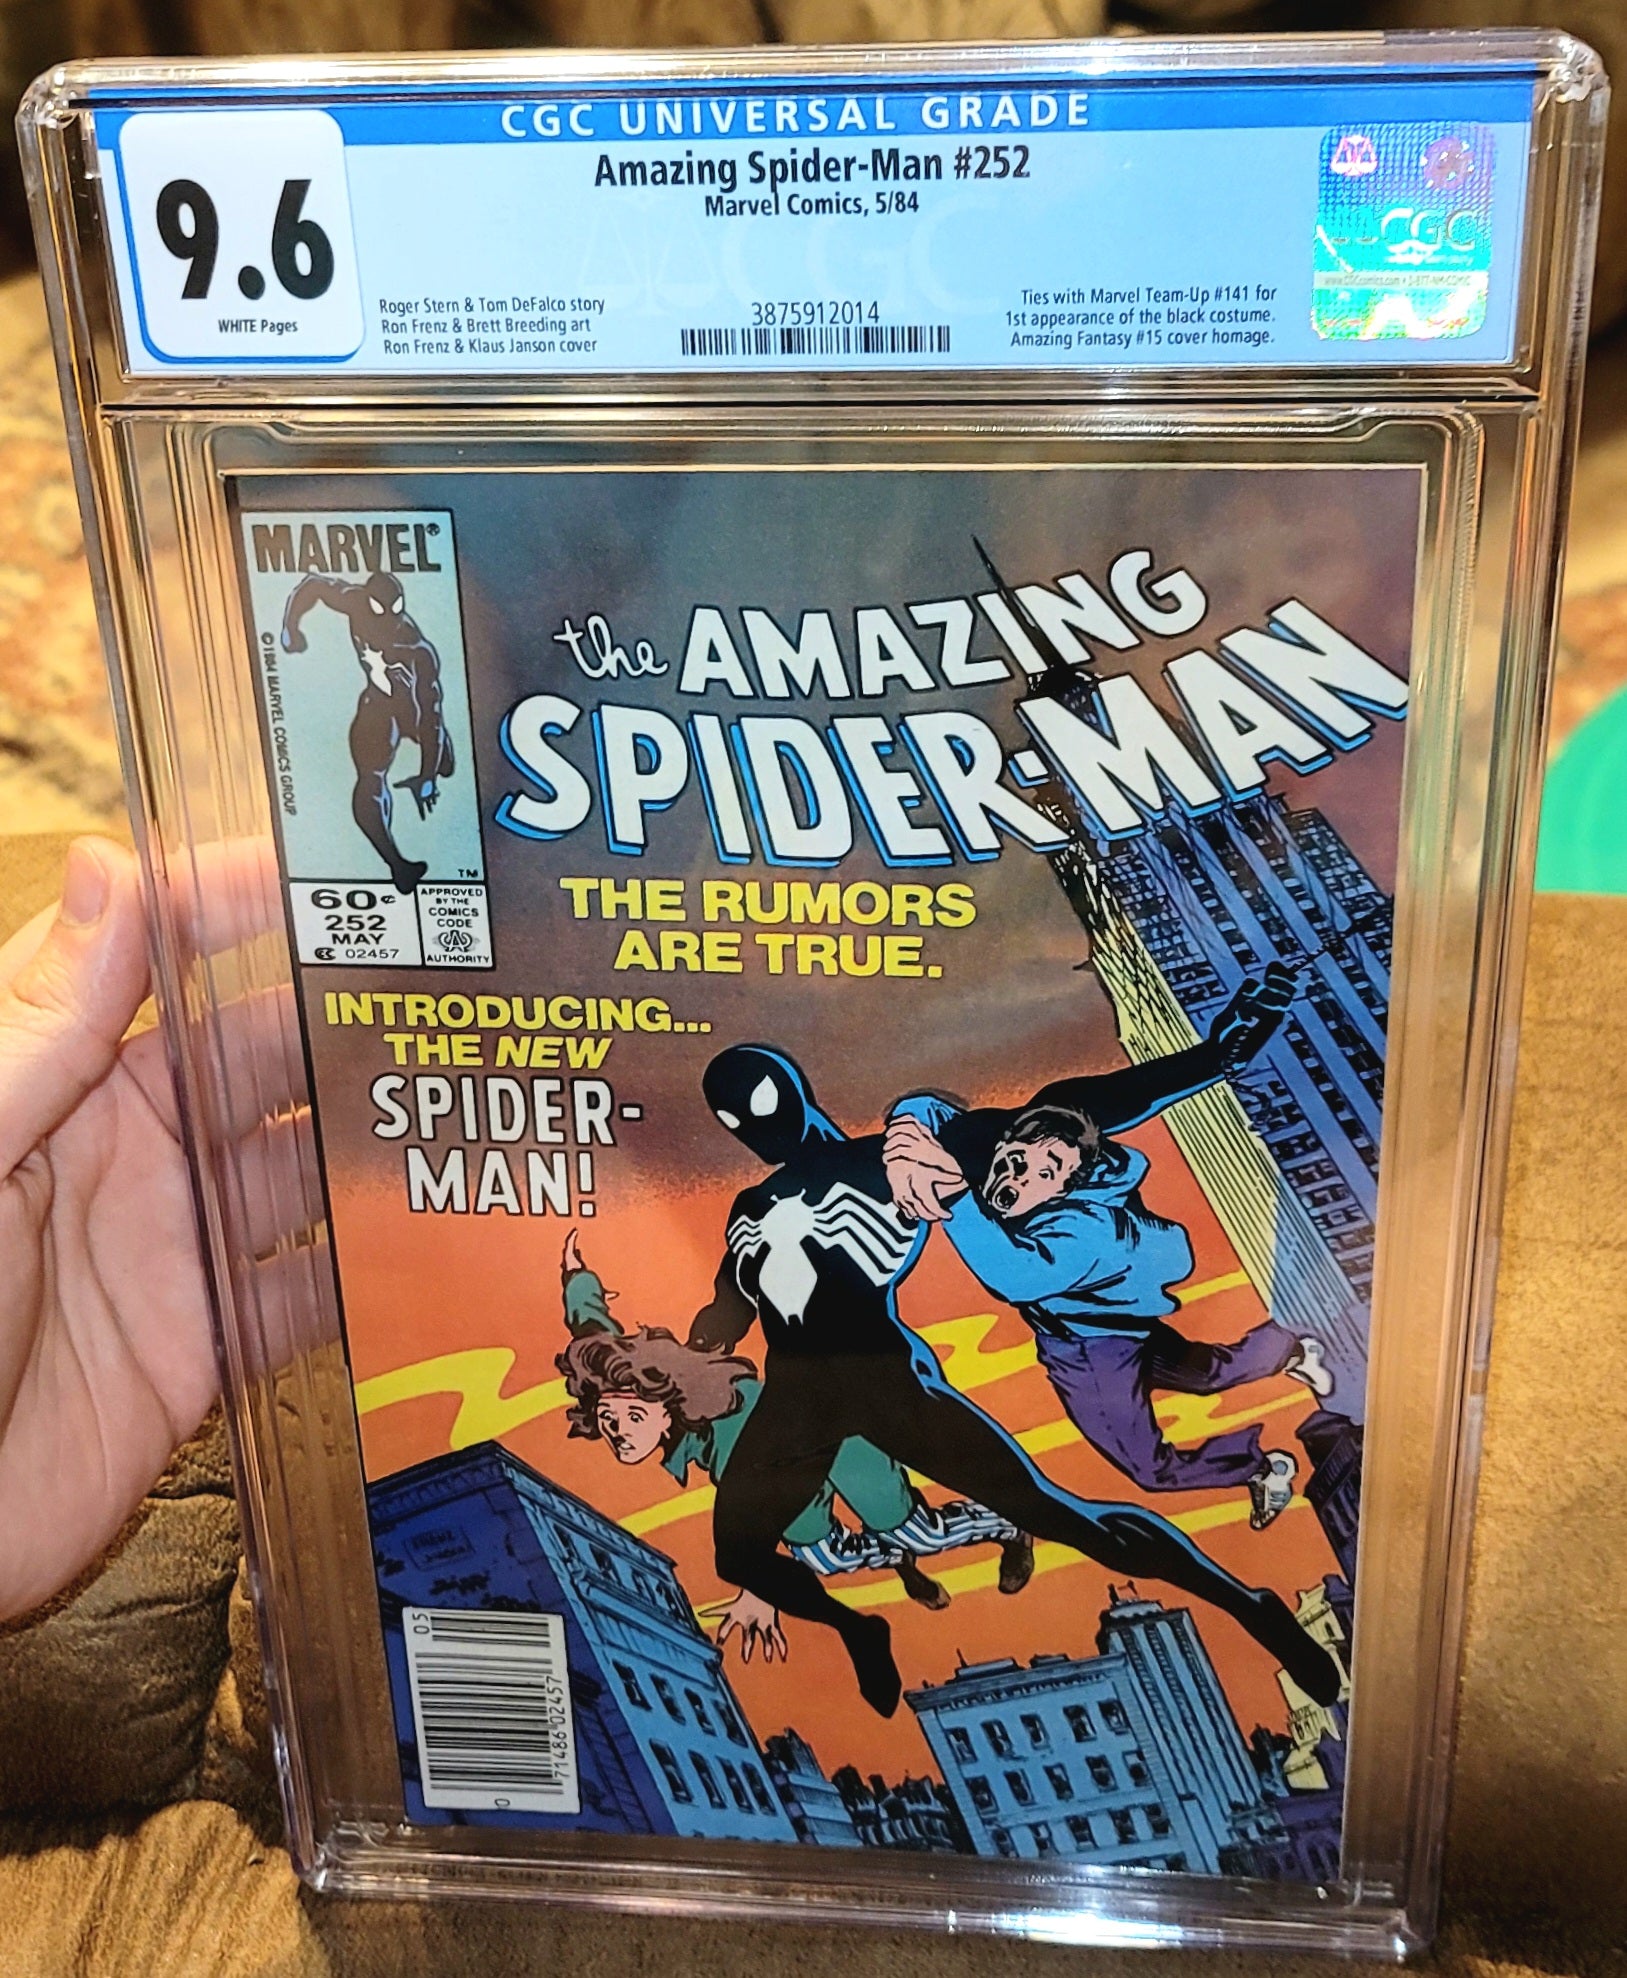 CGC UNIVERSAL GRADE
9.6
WHITE Pages
Amazing Spider-Man #252
Marvel Comics, 5/84
Roger Stern & Tom DeFalco story
Ron Frenz & Brett Breeding art
Ron Frenz & Klaus Janson cover
3875912014
Ties with Marvel Team-Up #141 for
1st appearance of the black costume.
Amazing Fantasy #15 cover homage.
CGC
MARVEL®
© 1984 MARVEL COMICS GROUP
TM
60¢
252
MAY
CC 02457
APPROVED
BY THE
COMICS
CODE
AUTHORITY
the AMAZING
SPIDER-MAN
THE RUMORS
ARE TRUE.
INTRODUCING...
THE NEW
SPIDER-
MAN!
05
0 71486 02457